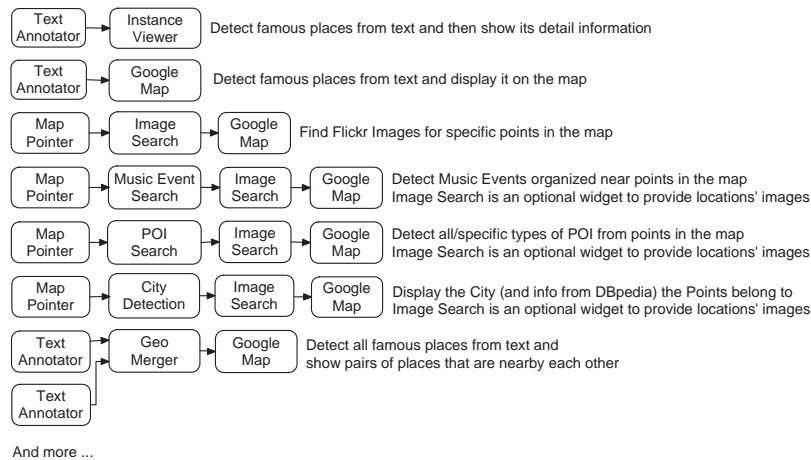 Text Annotator
Instance Viewer
Detect famous places from text and then show its detail information
Text Annotator
Google Map
Detect famous places from text and display it on the map
Map Pointer
Image Search
Google Map
Find Flickr Images for specific points in the map
Map Pointer
Music Event Search
Image Search
Google Map
Detect Music Events organized near points in the map
Image Search is an optional widget to provide locations' images
Map Pointer
POI Search
Image Search
Google Map
Detect all/specific types of POI from points in the map
Image Search is an optional widget to provide locations' images
Map Pointer
City Detection
Image Search
Google Map
Display the City (and info from DBpedia) the Points belong to
Image Search is an optional widget to provide locations' images
Text Annotator
Geo Merger
Google Map
Detect all famous places from text and
show pairs of places that are nearby each other
Text Annotator
And more ...